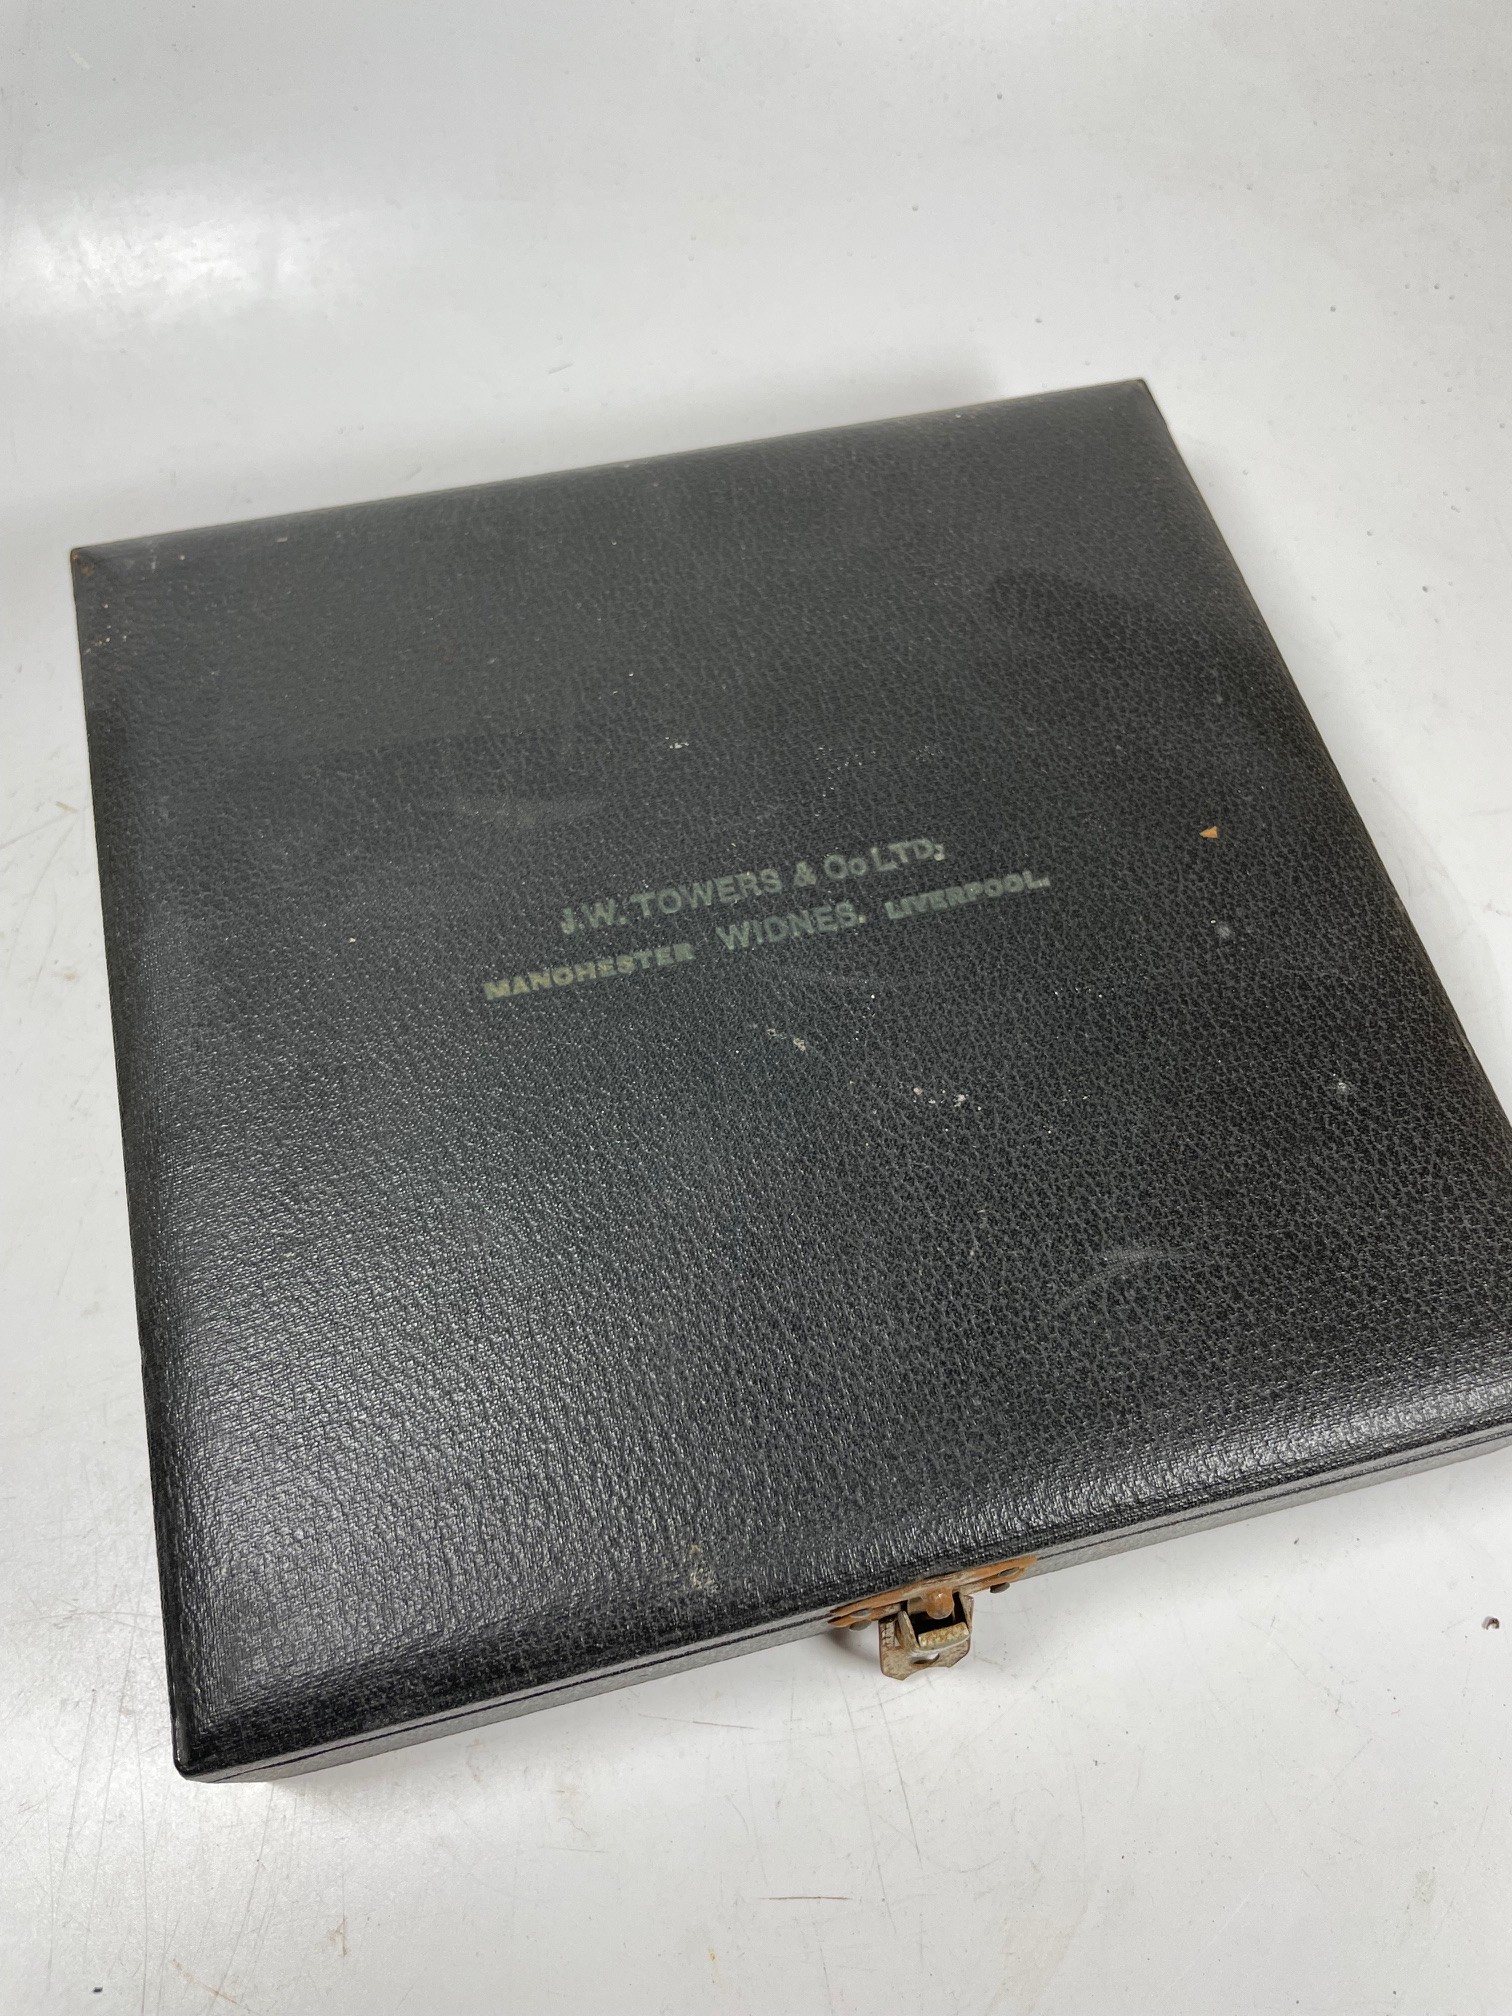 J.W. TOWERS & Co LTD,
MANCHESTER WIDNES. LIVERPOOL.